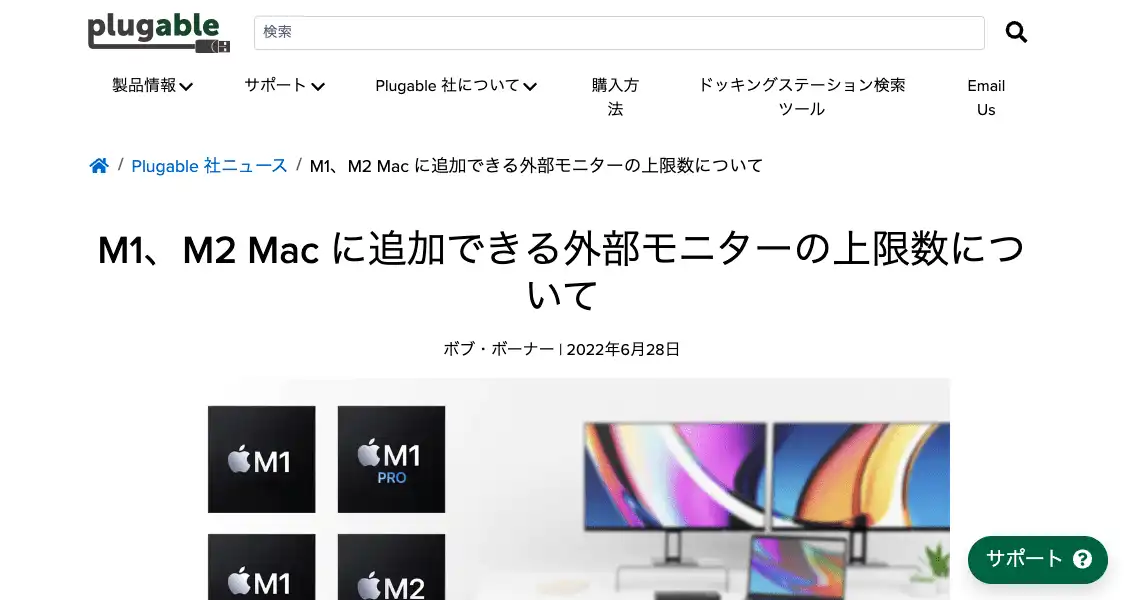 plugable
検索
製品情報
サポート
Plugable 社について
購入方
法
ドッキングステーション検索
ツール
Email
Us
/ Plugable 社ニュース / M1、M2 Mac に追加できる外部モニターの上限数について
M1、M2 Mac に追加できる外部モニターの上限数につ
いて
ボブ・ボーナー | 2022年6月28日
M1
M1
PRO
M1
M2
サポート ?